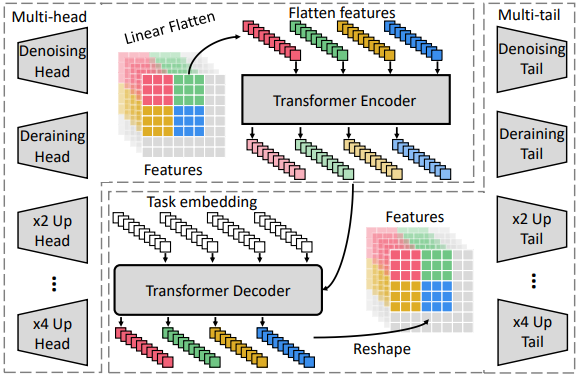 Multi-head
Denoising
Head
Deraining
Head
x2 Up
Head
...
x4 Up
Head
Linear Flatten
Features
Flatten features
Transformer Encoder
Task embedding
Transformer Decoder
Features
Reshape
Multi-tail
Denoising
Tail
Deraining
Tail
x2 Up
Tail
...
x4 Up
Tail